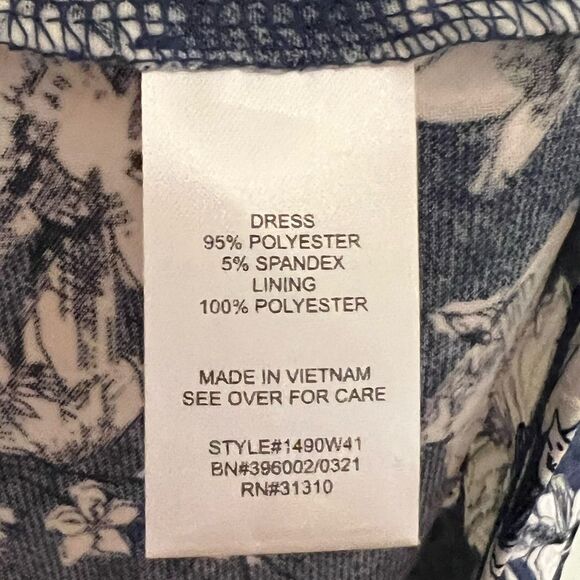 DRESS
95% POLYESTER
5% SPANDEX
LINING
100% POLYESTER
MADE IN VIETNAM
SEE OVER FOR CARE
STYLE#1490W41
BN#396002/0321
RN#31310